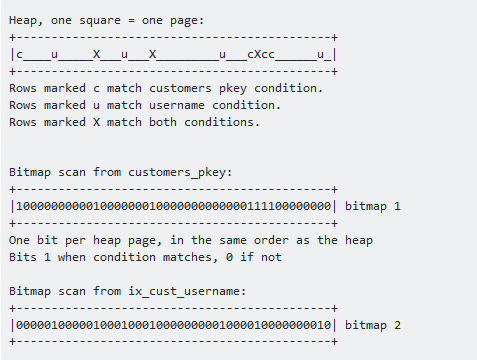 Heap, one square = one page:
+---------------------------------------------+
|c____u_____X___u___X_________u___cXcc______u_|
+---------------------------------------------+
Rows marked c match customers pkey condition.
Rows marked u match username condition.
Rows marked X match both conditions.
Bitmap scan from customers_pkey:
+---------------------------------------------+
|100000000001000000010000000000000111100000000| bitmap 1
+---------------------------------------------+
One bit per heap page, in the same order as the heap
Bits 1 when condition matches, 0 if not
Bitmap scan from ix_cust_username:
+---------------------------------------------+
|000001000001000100010000000001000010000000010| bitmap 2
+---------------------------------------------+